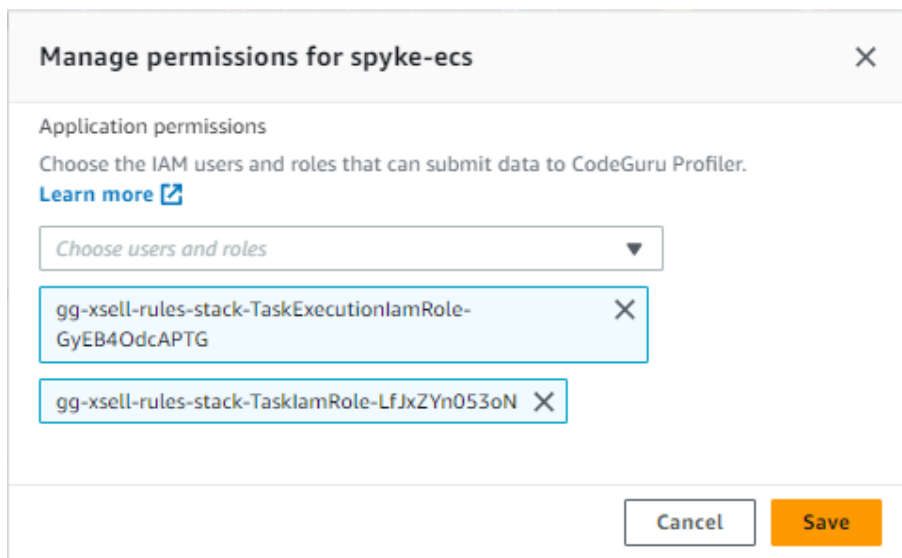 Manage permissions for spyke-ecs
Application permissions
Choose the IAM users and roles that can submit data to CodeGuru Profiler.
Learn more
Choose users and roles
gg-xsell-rules-stack-TaskExecutionIamRole-
GyEB4OdcAPTG
gg-xsell-rules-stack-TaskIamRole-LfJxZYn053oN
Cancel
Save